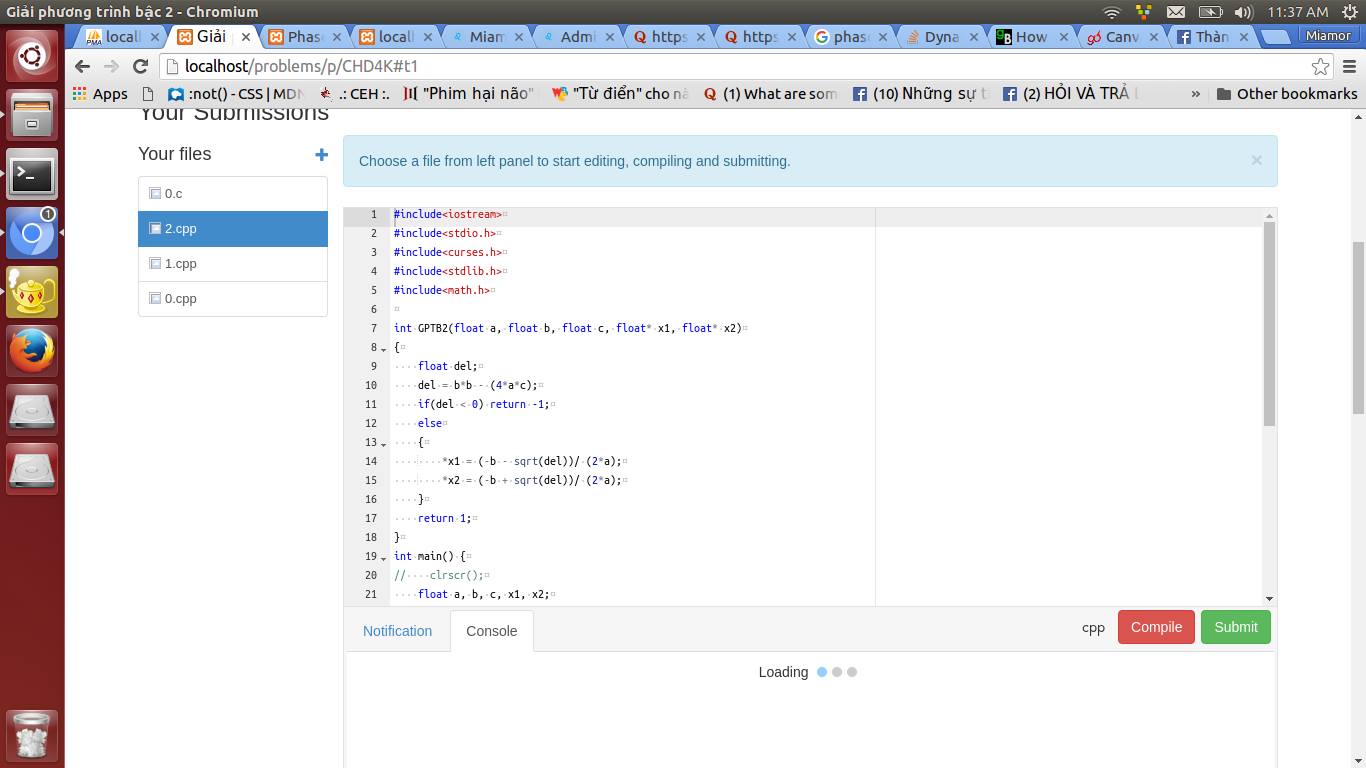 Giải phương trình bậc 2 - Chromium
11:37 AM
locall
Giải
Phase
locall
Miam
Admi
https
https
phase
Dyna
How
Canv
Thàn
Miamor
localhost/problems/p/CHD4K#t1
Apps
:not() - CSS | MDN
.: CEH :.
"Phim hại não"
"Từ điển" cho nà
(1) What are som
(10) Những sự t
(2) HỎI VÀ TRẢ L
»
Other bookmarks
Your Submissions
Your files
0.c
2.cpp
1.cpp
0.cpp
Choose a file from left panel to start editing, compiling and submitting.
1 #include<iostream>
2 #include<stdio.h>
3 #include<curses.h>
4 #include<stdlib.h>
5 #include<math.h>
6
7 int GPTB2(float a, float b, float c, float* x1, float* x2)
8 {
9 float del;
10 del = b*b - (4*a*c);
11 if(del < 0) return -1;
12 else
13 {
14 *x1 = (-b - sqrt(del))/ (2*a);
15 *x2 = (-b + sqrt(del))/ (2*a);
16 }
17 return 1;
18 }
19 int main() {
20 // clrscr();
21 float a, b, c, x1, x2;
Notification
Console
cpp
Compile
Submit
Loading